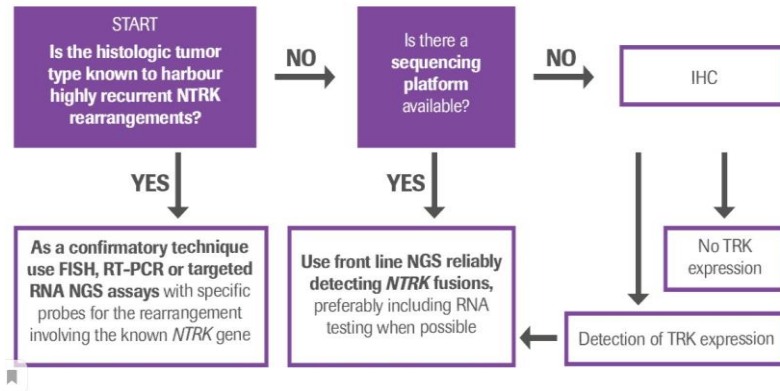 START
Is the histologic tumor
type known to harbour
highly recurrent NTRK
rearrangements?
NO
Is there a
sequencing
platform
available?
NO
IHC
YES
YES
As a confirmatory technique
use FISH, RT-PCR or targeted
RNA NGS assays with specific
probes for the rearrangement
involving the known NTRK gene
Use front line NGS reliably
detecting NTRK fusions,
preferably including RNA
testing when possible
No TRK
expression
Detection of TRK expression